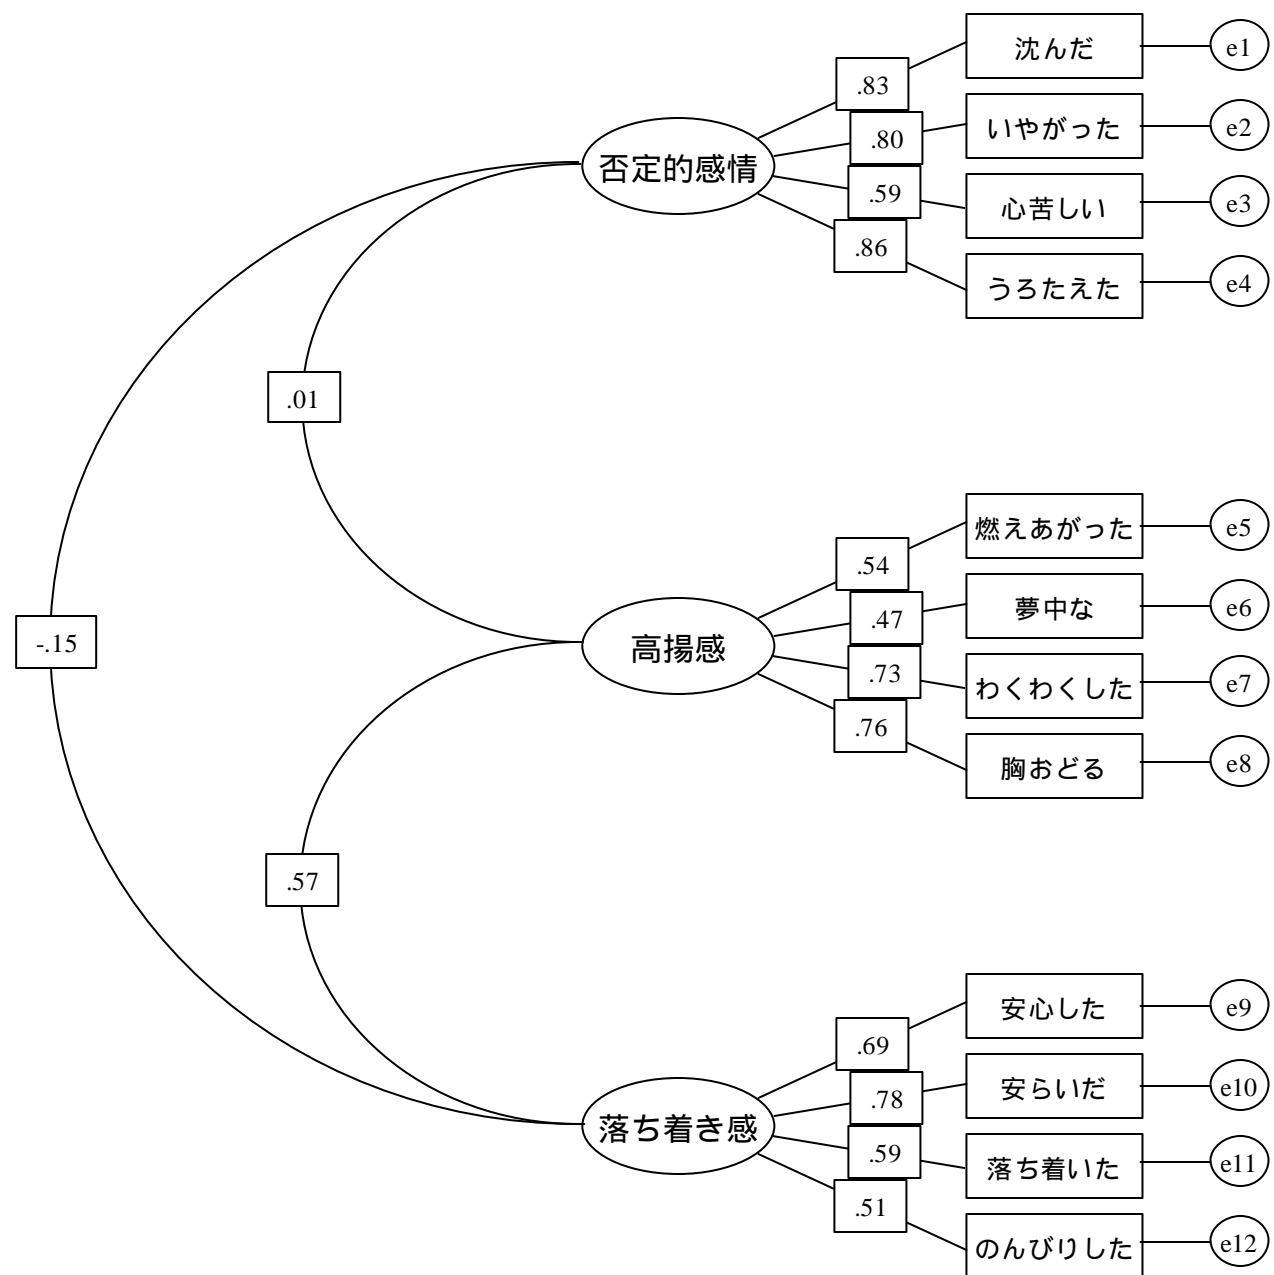 沈んだ
e1
.83
いやがった
e2
.80
否定的感情
.59
心苦しい
e3
.86
うろたえた
e4
.01
燃えあがった
e5
.54
夢中な
e6
.47
-.15
高揚感
.73
わくわくした
e7
.76
胸おどる
e8
.57
安心した
e9
.69
安らいだ
e10
.78
落ち着き感
.59
落ち着いた
e11
.51
のんびりした
e12